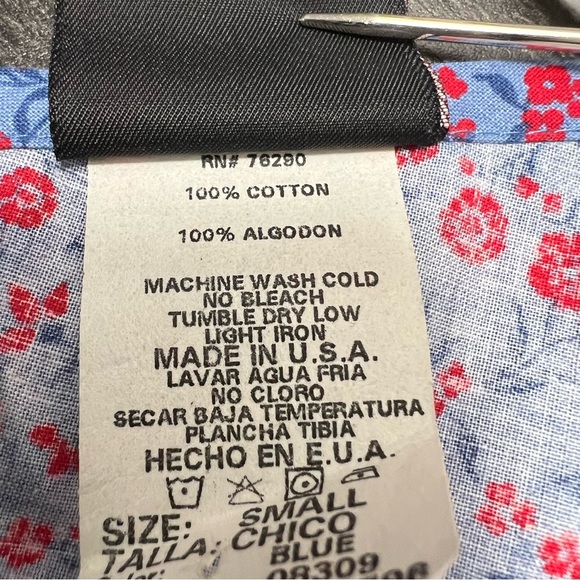 RN# 76290
100% COTTON
100% ALGODON
MACHINE WASH COLD
NO BLEACH
TUMBLE DRY LOW
LIGHT IRON
MADE IN U.S.A.
LAVAR AGUA FRIA
NO CLORO
SECAR BAJA TEMPERATURA
PLANCHA TIBIA
HECHO EN E.U.A.
SIZE: SMALL
TALLA: CHICO
BLUE
08309